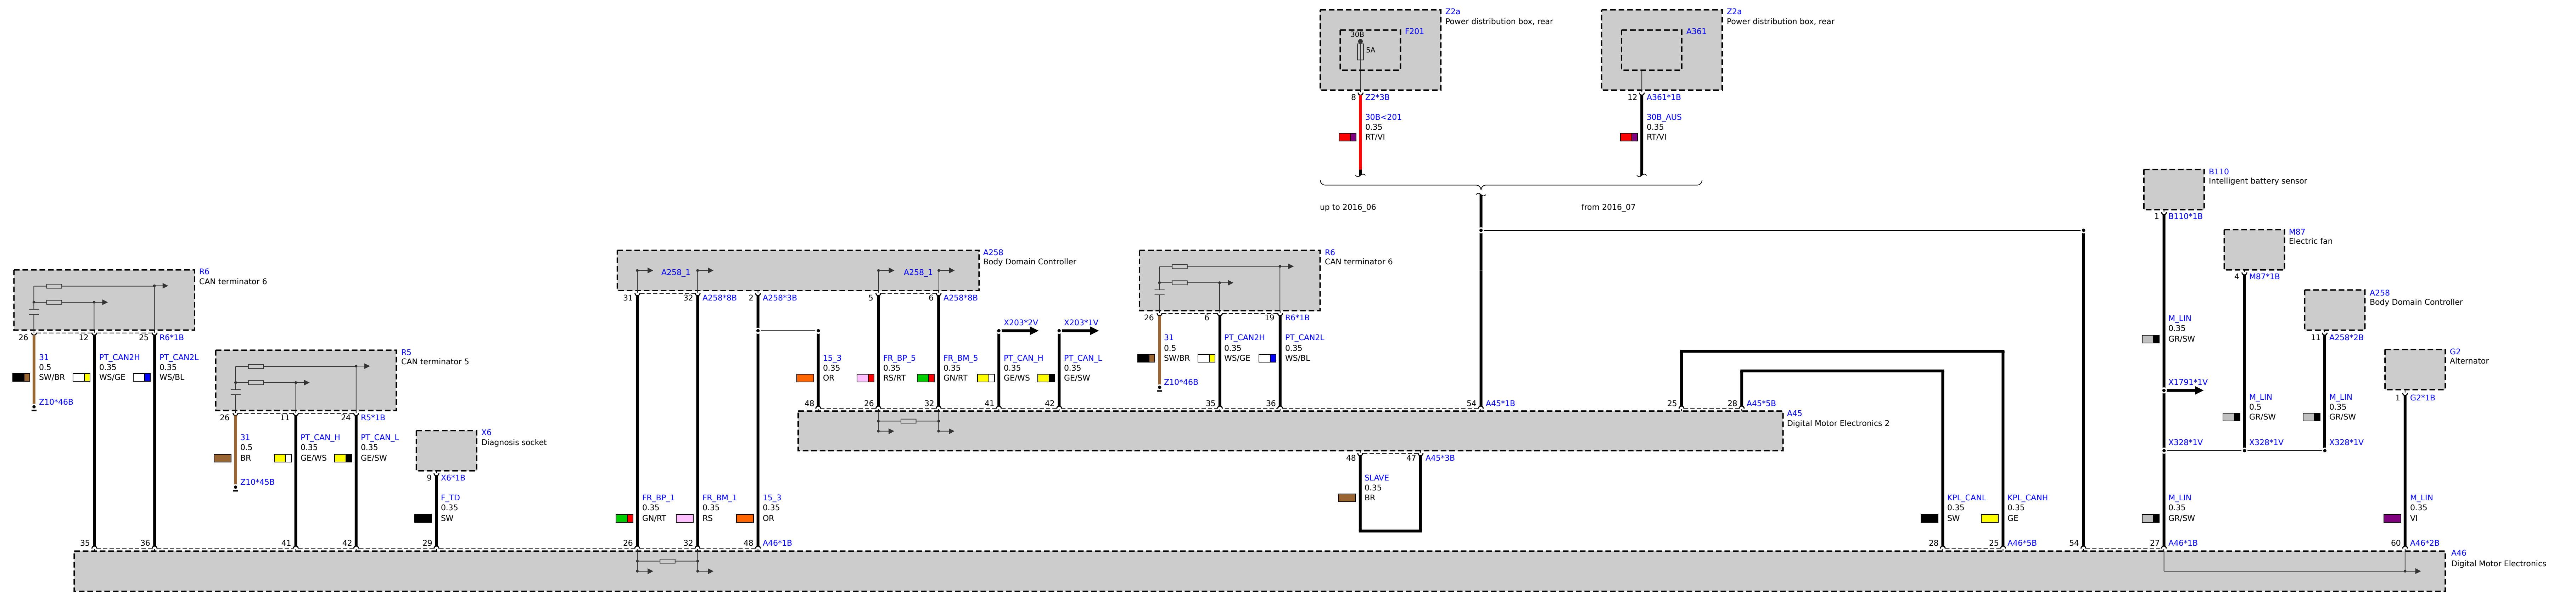 Z2a
Power distribution box, rear
F201
30B
5A
8
Z2*3B
30B<201
0.35
RT/VI
Z2a
Power distribution box, rear
A361
12
A361*1B
30B_AUS
0.35
RT/VI
up to 2016_06
from 2016_07
B110
Intelligent battery sensor
1
B110*1B
M_LIN
0.35
GR/SW
X1791*1V
X328*1V
M_LIN
0.35
GR/SW
27
A46*1B
M87
Electric fan
4
M87*1B
M_LIN
0.5
GR/SW
X328*1V
A258
Body Domain Controller
11
A258*2B
M_LIN
0.35
GR/SW
X328*1V
G2
Alternator
1
G2*1B
M_LIN
0.35
VI
60
A46*2B
R6
CAN terminator 6
26
12
25
R6*1B
31
0.5
SW/BR
Z10*46B
PT_CAN2H
0.35
WS/GE
PT_CAN2L
0.35
WS/BL
35
36
R5
CAN terminator 5
26
11
24
R5*1B
31
0.5
BR
Z10*45B
PT_CAN_H
0.35
GE/WS
PT_CAN_L
0.35
GE/SW
41
42
X6
Diagnosis socket
9
X6*1B
F_TD
0.35
SW
29
A258
Body Domain Controller
A258_1
A258_1
31
32
A258*8B
2
A258*3B
5
6
A258*8B
FR_BP_1
0.35
GN/RT
FR_BM_1
0.35
RS
15_3
0.35
OR
26
32
48
A46*1B
15_3
0.35
OR
FR_BP_5
0.35
RS/RT
FR_BM_5
0.35
GN/RT
X203*2V
PT_CAN_H
0.35
GE/WS
X203*1V
PT_CAN_L
0.35
GE/SW
48
26
32
41
42
R6
CAN terminator 6
26
6
19
R6*1B
31
0.5
SW/BR
Z10*46B
PT_CAN2H
0.35
WS/GE
PT_CAN2L
0.35
WS/BL
35
36
54
A45*1B
25
28
A45*5B
A45
Digital Motor Electronics 2
48
47
A45*3B
SLAVE
0.35
BR
KPL_CANL
0.35
SW
KPL_CANH
0.35
GE
28
25
A46*5B
54
A46
Digital Motor Electronics